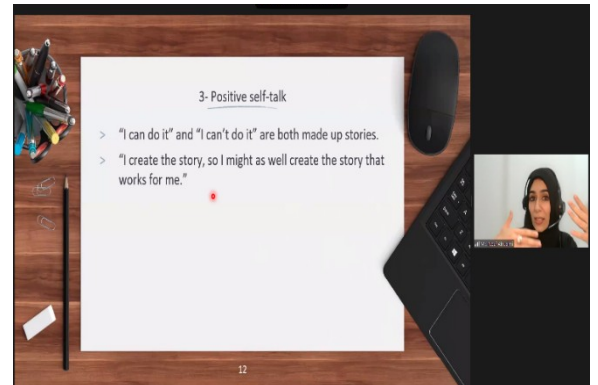 3- Positive self-talk
> "I can do it" and "I can't do it" are both made up stories.
> "I create the story, so I might as well create the story that
works for me."
12